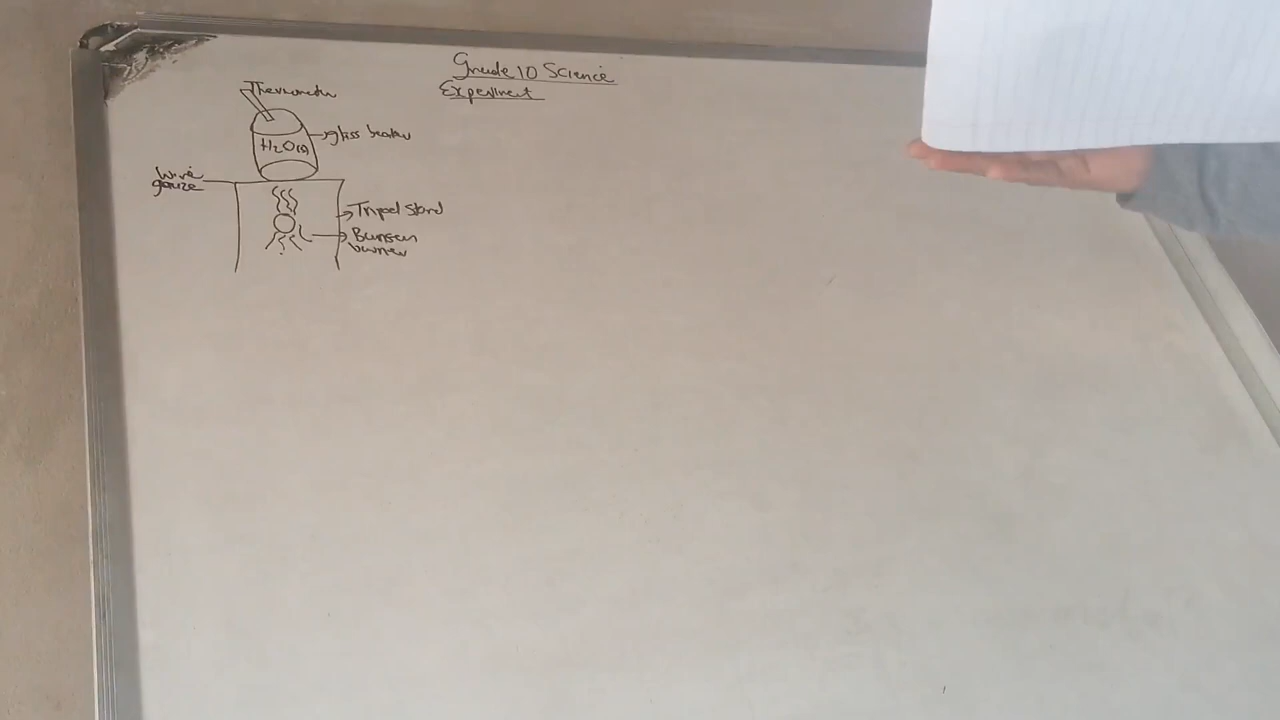 Grade 10 Science
Experiment
Thermometer
glass beaker
H₂O(s)
Wire
gauze
Tripod stand
Bunsen
burner